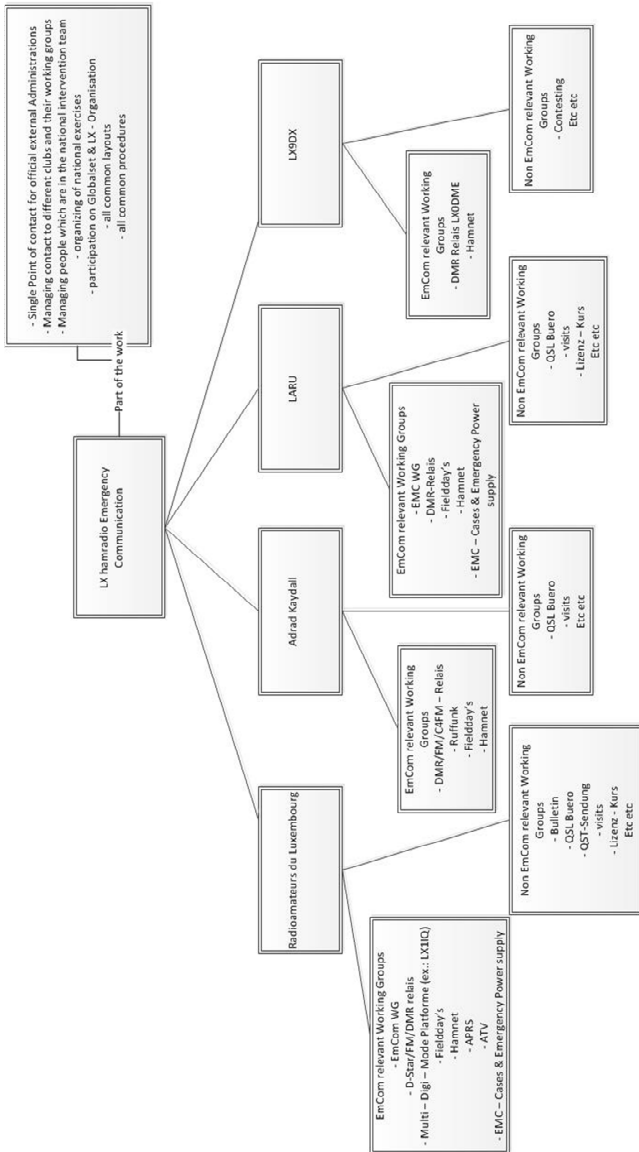 LX hamradio Emergency
Communication
Part of the work
- Single Point of contact for official external Administrations
- Managing contact to different clubs and their working groups
- Managing people which are in the national intervention team
- organizing of national exercises
- participation on Globalset & LX - Organisation
- all common layouts
- all common procedures
Radioamateurs du Luxembourg
Adrad Kaydall
LARU
LX9DX
EmCom relevant Working Groups
- EmCom WG
- D-Star/FM/DMR relais
- Multi – Digi – Mode Platforme (ex.: LX1IQ)
- Fieldday's
- Hamnet
- APRS
- ATV
- EMC – Cases & Emergency Power supply
Non EmCom relevant Working
Groups
- Bulletin
- QSL Buero
- QST-Sendung
- visits
- Lizenz - Kurs
Etc etc
EmCom relevant Working
Groups
- DMR/FM/C4FM – Relais
- Ruffunk
- Fieldday's
- Hamnet
Non EmCom relevant Working
Groups
- QSL Buero
- visits
Etc etc
EmCom relevant Working Groups
- EMC WG
- DMR-Relais
- Fieldday's
- Hamnet
- EMC – Cases & Emergency Power
supply
Non EmCom relevant Working
Groups
- QSL Buero
- visits
- Lizenz – Kurs
Etc etc
EmCom relevant Working
Groups
- DMR Relais LX0DME
- Hamnet
Non EmCom relevant Working
Groups
- Contesting
Etc etc